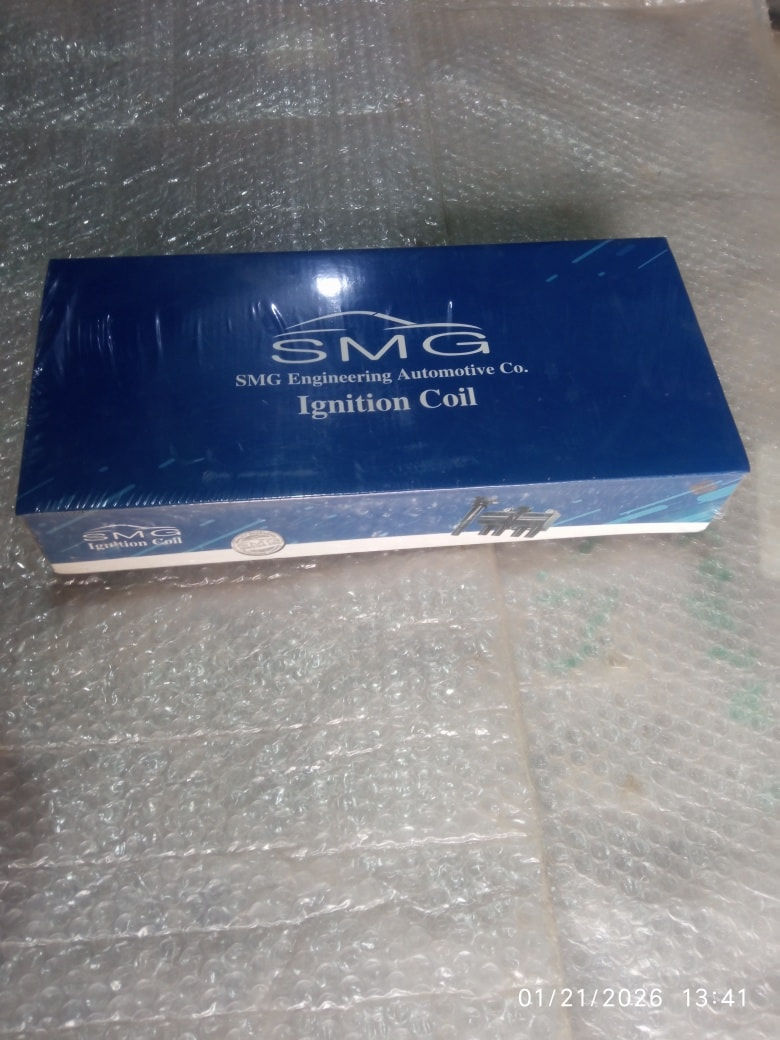 SMG
SMG Engineering Automotive Co.
Ignition Coil
SMG
Ignition Coil
01/21/2026 13:41